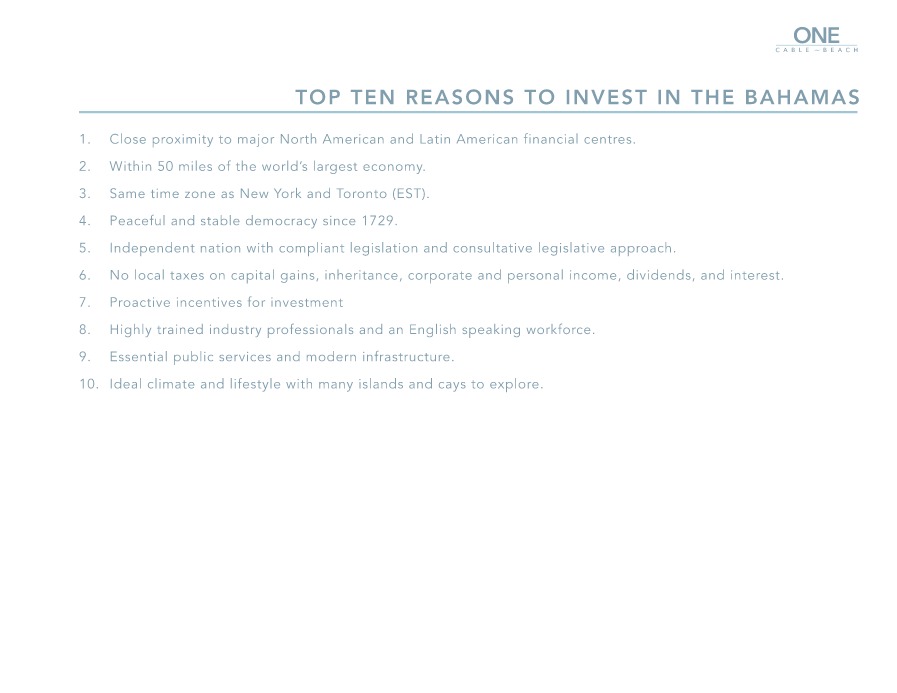 ONE
CABLE – BEACH
TOP TEN REASONS TO INVEST IN THE BAHAMAS
1. Close proximity to major North American and Latin American financial centres.
2. Within 50 miles of the world’s largest economy.
3. Same time zone as New York and Toronto (EST).
4. Peaceful and stable democracy since 1729.
5. Independent nation with compliant legislation and consultative legislative approach.
6. No local taxes on capital gains, inheritance, corporate and personal income, dividends, and interest.
7. Proactive incentives for investment
8. Highly trained industry professionals and an English speaking workforce.
9. Essential public services and modern infrastructure.
10. Ideal climate and lifestyle with many islands and cays to explore.